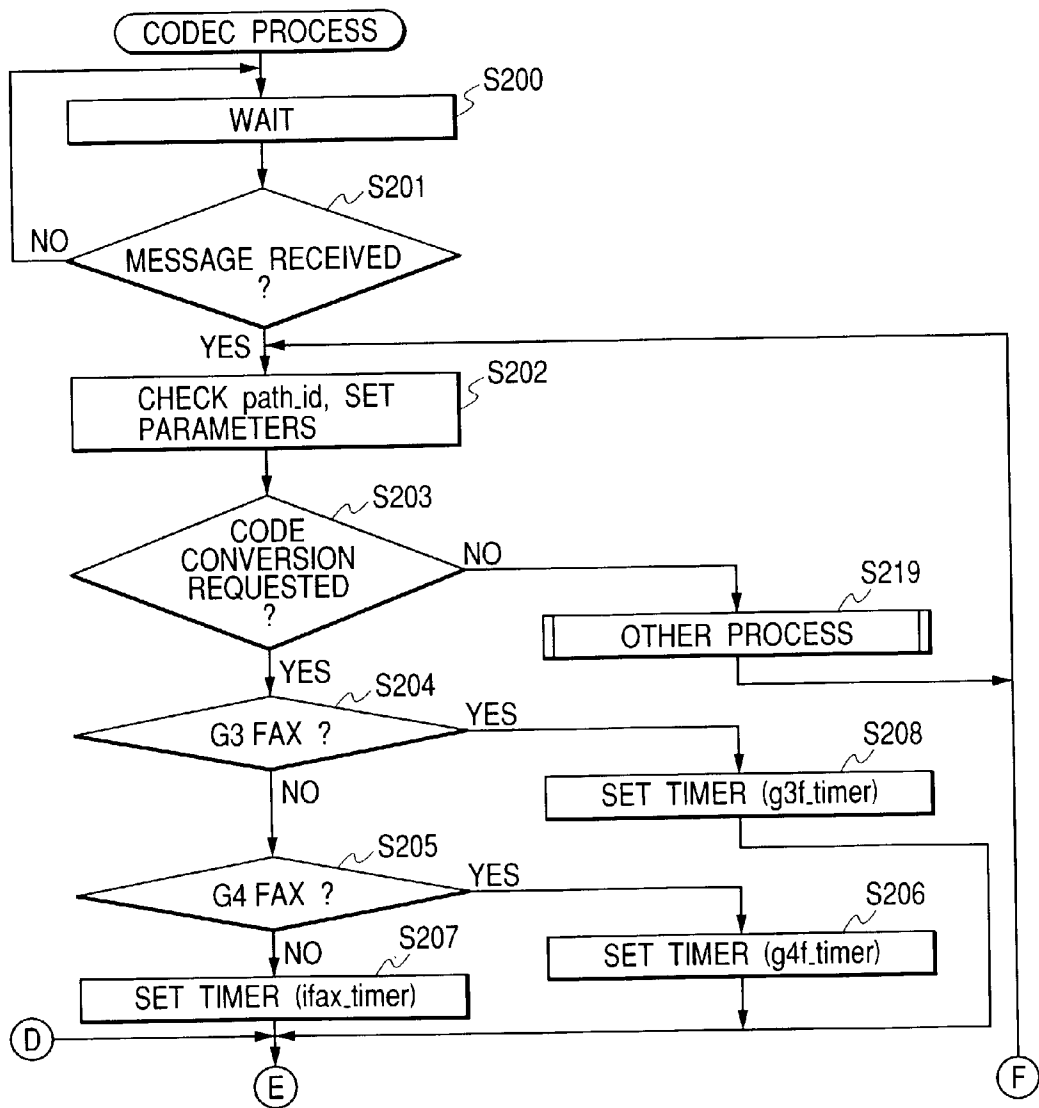 CODEC PROCESS
S200
WAIT
S201
NO
MESSAGE RECEIVED
?
YES
S202
CHECK path_id, SET
PARAMETERS
S203
CODE
CONVERSION
REQUESTED
?
NO
S219
OTHER PROCESS
YES
S204
G3 FAX ?
YES
S208
NO
SET TIMER (g3f_timer)
S205
G4 FAX ?
YES
S206
NO
S207
SET TIMER (g4f_timer)
SET TIMER (ifax_timer)
D
E
F